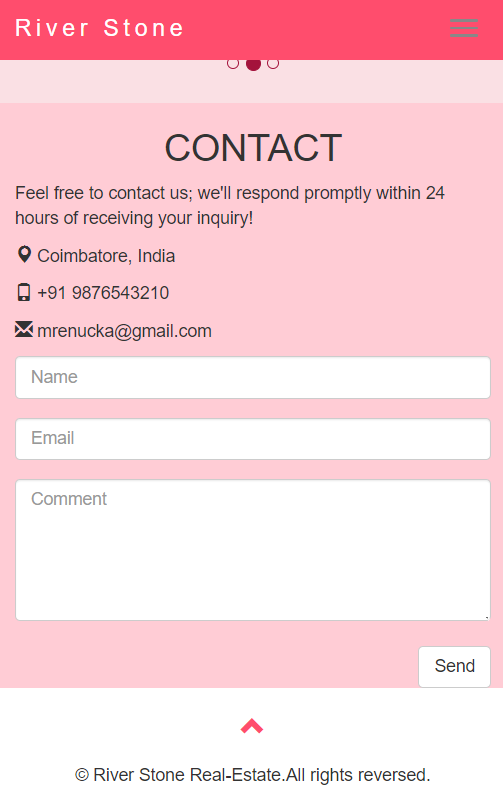 River Stone
CONTACT
Feel free to contact us; we'll respond promptly within 24
hours of receiving your inquiry!
Coimbatore, India
+91 9876543210
mrenucka@gmail.com
Name
Email
Comment
Send
© River Stone Real-Estate.All rights reversed.